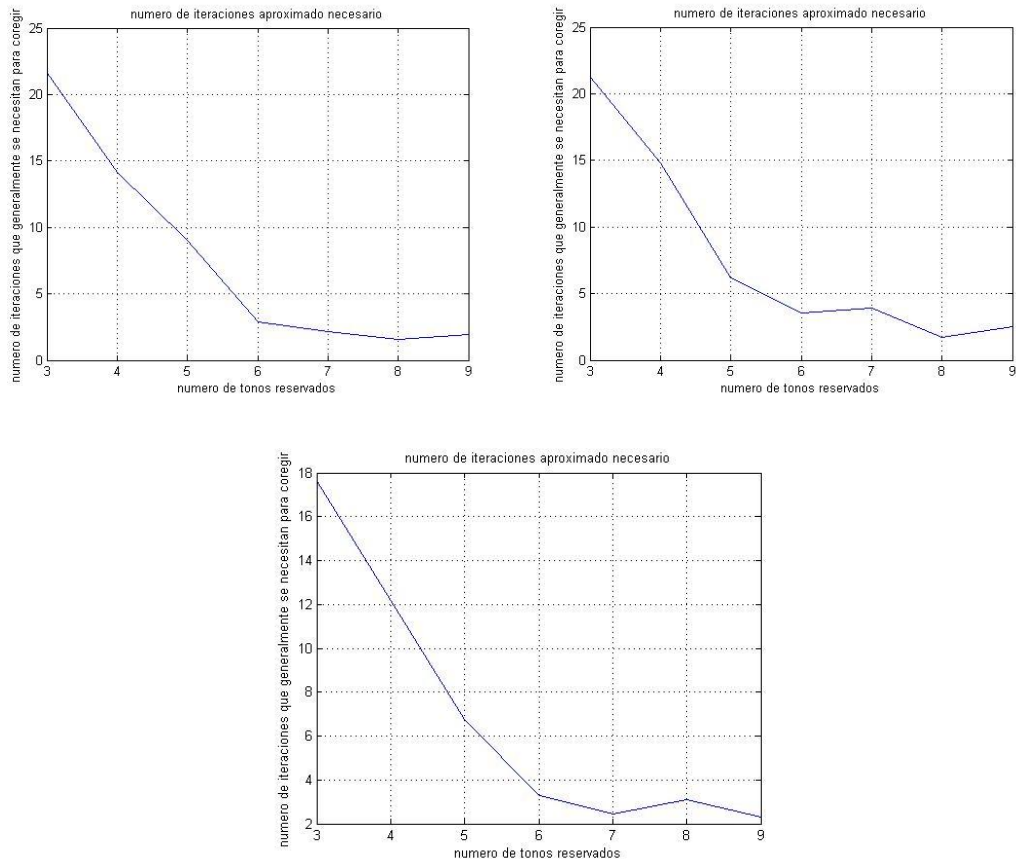 numero de iteraciones aproximado necesario
numero de iteraciones que generalmente se necesitan para coregir
25
20
15
10
5
0
3 4 5 6 7 8 9
numero de tonos reservados
numero de iteraciones aproximado necesario
numero de iteraciones que generalmente se necesitan para coregir
25
20
15
10
5
0
3 4 5 6 7 8 9
numero de tonos reservados
numero de iteraciones aproximado necesario
numero de iteraciones que generalmente se necesitan para coregir
18
16
14
12
10
8
6
4
2
3 4 5 6 7 8 9
numero de tonos reservados